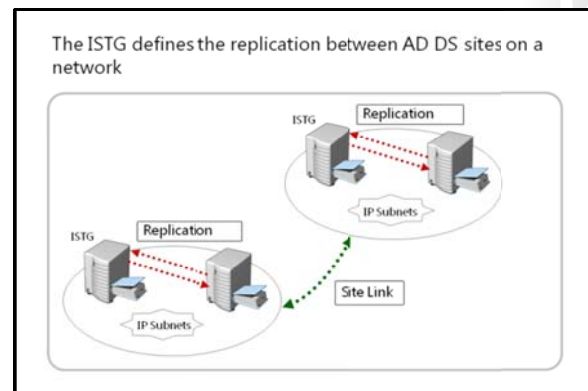 The ISTG defines the replication between AD DS sites on a
network
ISTG
Replication
IP Subnets
ISTG
Replication
Site Link
IP Subnets